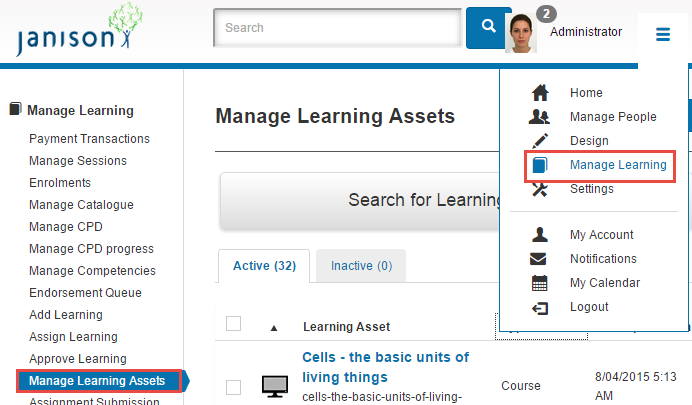 janison
Search
2
Administrator
Home
Manage People
Design
Manage Learning
Settings
My Account
Notifications
My Calendar
Logout
Manage Learning
Payment Transactions
Manage Sessions
Enrolments
Manage Catalogue
Manage CPD
Manage CPD progress
Manage Competencies
Endorsement Queue
Add Learning
Assign Learning
Approve Learning
Manage Learning Assets
Assignment Submission
Manage Learning Assets
Search for Learning
Active (32)
Inactive (0)
Learning Asset
Cells - the basic units of
living things
cells-the-basic-units-of-living-
Course
8/04/2015 5:13
AM